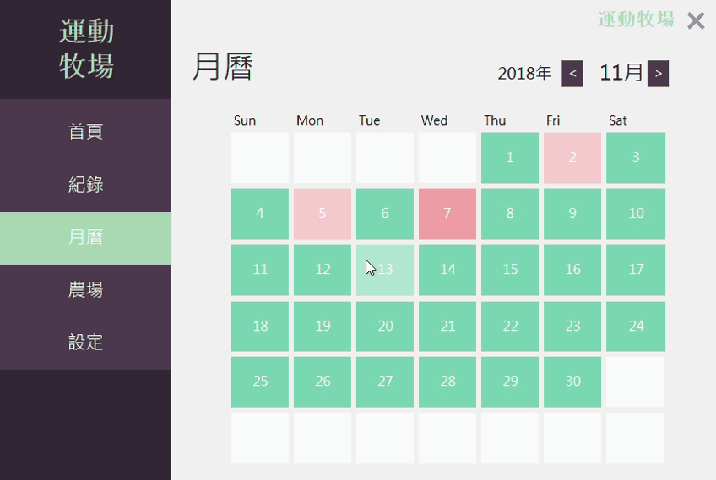 運動
牧場
首頁
紀錄
月曆
農場
設定
運動牧場
月曆
2018年 < 11月 >
Sun Mon Tue Wed Thu Fri Sat
1 2 3
4 5 6 7 8 9 10
11 12 13 14 15 16 17
18 19 20 21 22 23 24
25 26 27 28 29 30